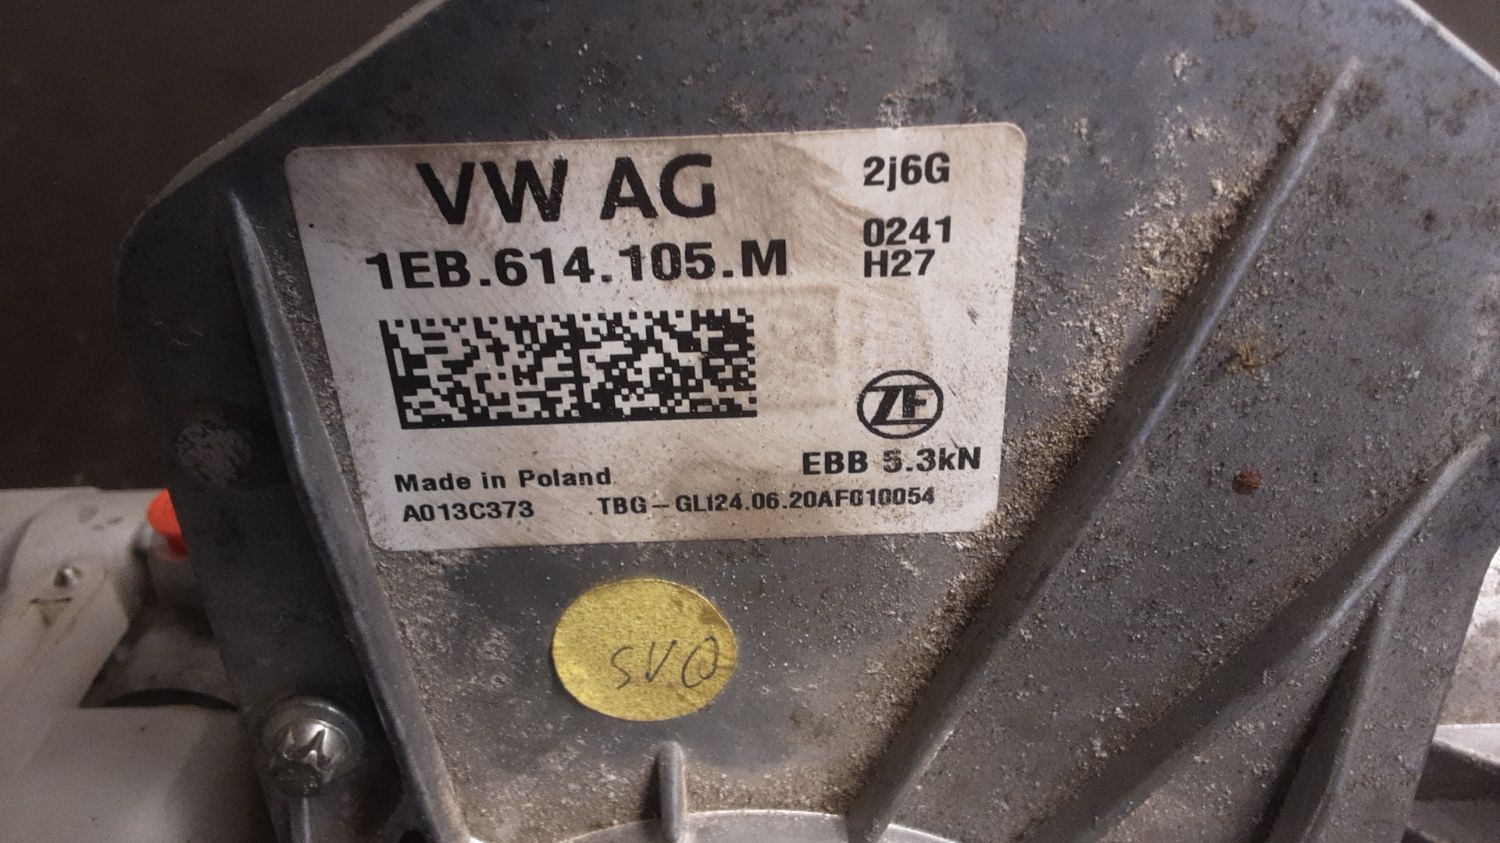 VW AG
2j6G
1EB.614.105.M
0241
H27
ZF
EBB 5.3kN
Made in Poland
A013C373
TBG-GLI24.06.20AF010054
SVQ